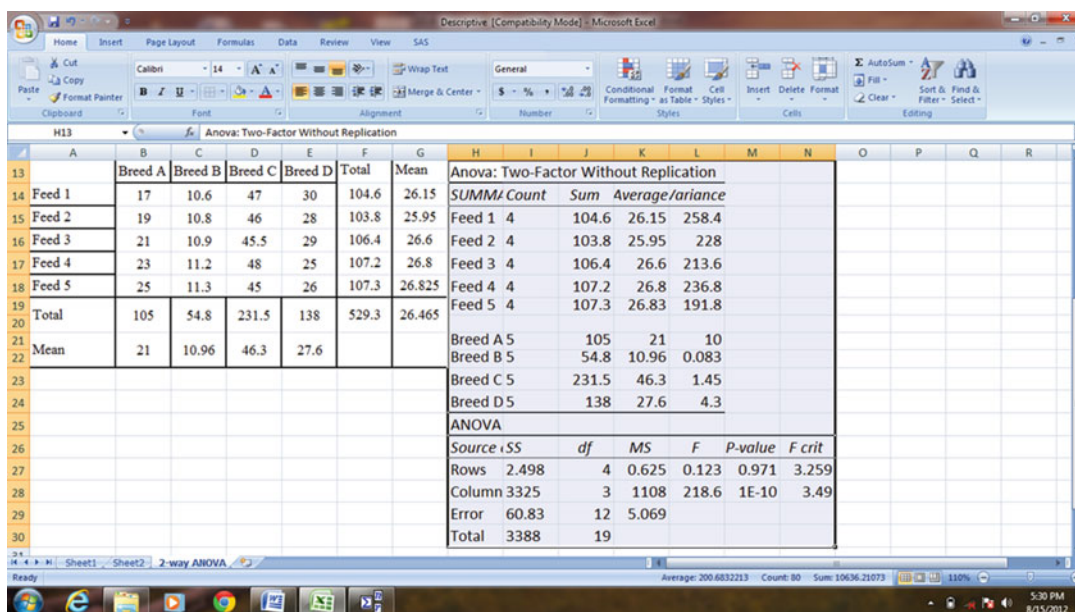 Descriptive [Compatibility Mode] - Microsoft Excel
Home Insert Page Layout Formulas Data Review View SAS
Cut
Copy
Format Painter
Paste
Clipboard
Calibri 14 A A
B I U A
Font
Wrap Text
Merge & Center
Alignment
General
$ % ,
Number
Conditional Formatting
Format as Table
Cell Styles
Styles
Insert Delete Format
Cells
Σ AutoSum
Fill
Clear
Sort & Filter
Find & Select
Editing
H13 fx Anova: Two-Factor Without Replication
A B C D E F G H I J K L M N O P Q R
13 Breed A Breed B Breed C Breed D Total Mean Anova: Two-Factor Without Replication
14 Feed 1 17 10.6 47 30 104.6 26.15 SUMMA Count Sum Average Variance
15 Feed 2 19 10.8 46 28 103.8 25.95 Feed 1 4 104.6 26.15 258.4
16 Feed 3 21 10.9 45.5 29 106.4 26.6 Feed 2 4 103.8 25.95 228
17 Feed 4 23 11.2 48 25 107.2 26.8 Feed 3 4 106.4 26.6 213.6
18 Feed 5 25 11.3 45 26 107.3 26.825 Feed 4 4 107.2 26.8 236.8
19 Feed 5 4 107.3 26.83 191.8
20 Total 105 54.8 231.5 138 529.3 26.465
21 Breed A 5 105 21 10
22 Mean 21 10.96 46.3 27.6 Breed B 5 54.8 10.96 0.083
23 Breed C 5 231.5 46.3 1.45
24 Breed D 5 138 27.6 4.3
25 ANOVA
26 Source SS df MS F P-value F crit
27 Rows 2.498 4 0.625 0.123 0.971 3.259
28 Column 3325 3 1108 218.6 1E-10 3.49
29 Error 60.83 12 5.069
30 Total 3388 19
Sheet1 Sheet2 2-way ANOVA
Ready Average: 200.6832213 Count: 80 Sum: 10636.21073 110%
5:30 PM
8/15/2012